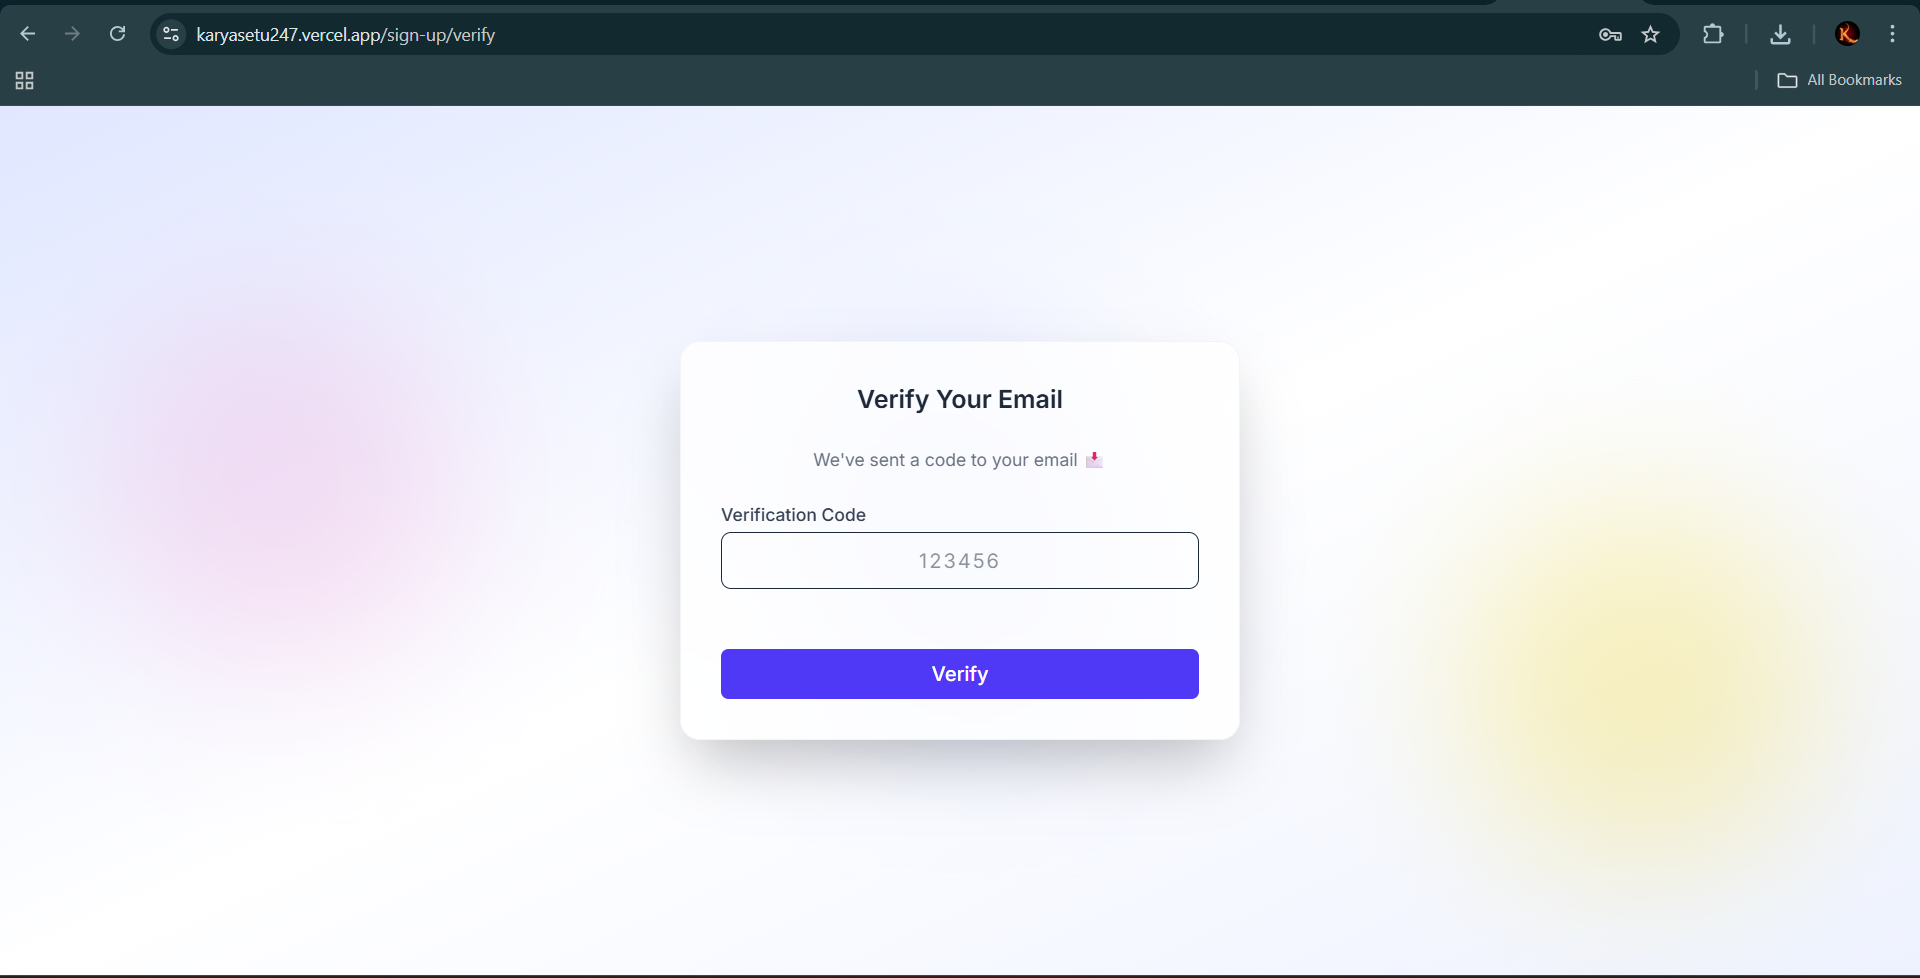 karyasetu247.vercel.app/sign-up/verify
All Bookmarks
Verify Your Email
We've sent a code to your email 📩
Verification Code
123456
Verify